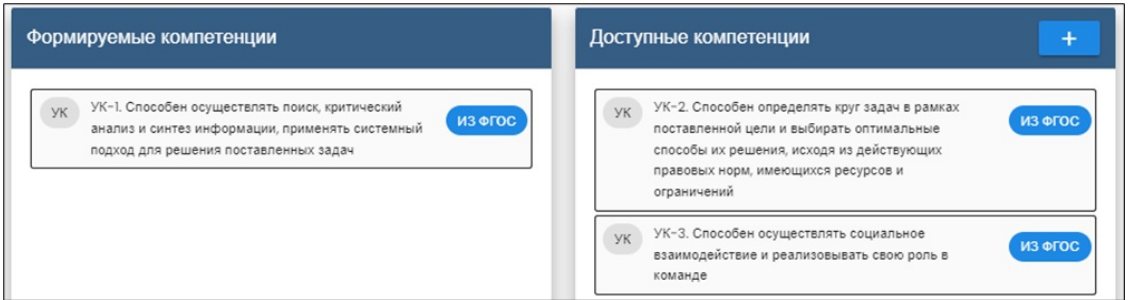 Формируемые компетенции
УК
УК-1. Способен осуществлять поиск, критический
анализ и синтез информации, применять системный
подход для решения поставленных задач
ИЗ ФГОС
Доступные компетенции
+
УК
УК-2. Способен определять круг задач в рамках
поставленной цели и выбирать оптимальные
способы их решения, исходя из действующих
правовых норм, имеющихся ресурсов и
ограничений
ИЗ ФГОС
УК
УК-3. Способен осуществлять социальное
взаимодействие и реализовывать свою роль в
команде
ИЗ ФГОС